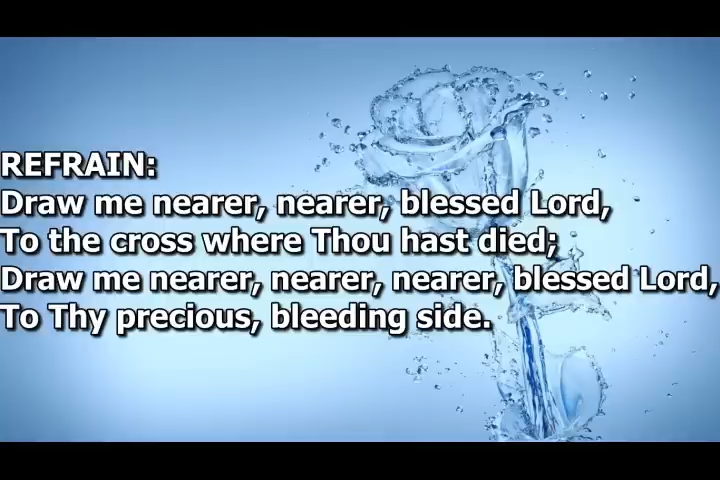 REFRAIN:
Draw me nearer, nearer, blessed Lord,
To the cross where Thou hast died;
Draw me nearer, nearer, nearer, blessed Lord,
To Thy precious, bleeding side.